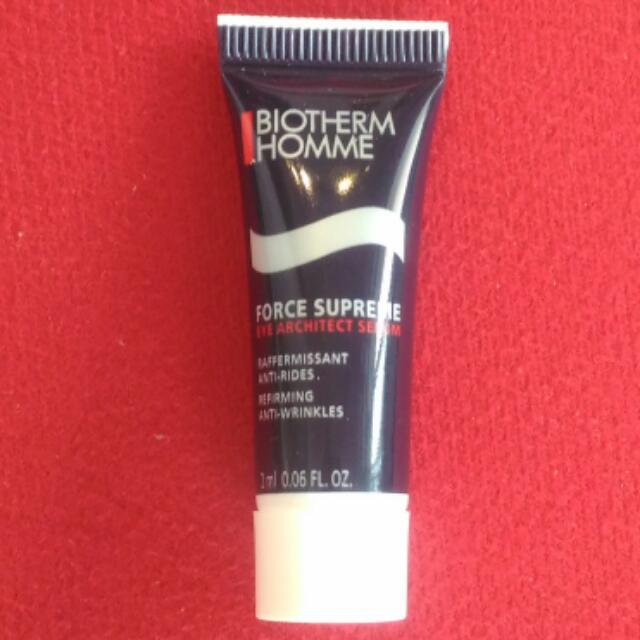 BIOTHERM
HOMME
FORCE SUPREME
EYE ARCHITECT SERUM
RAFFERMISSANT
ANTI-RIDES.
REFIRMING
ANTI-WRINKLES.
2 ml 0.06 FL. OZ.